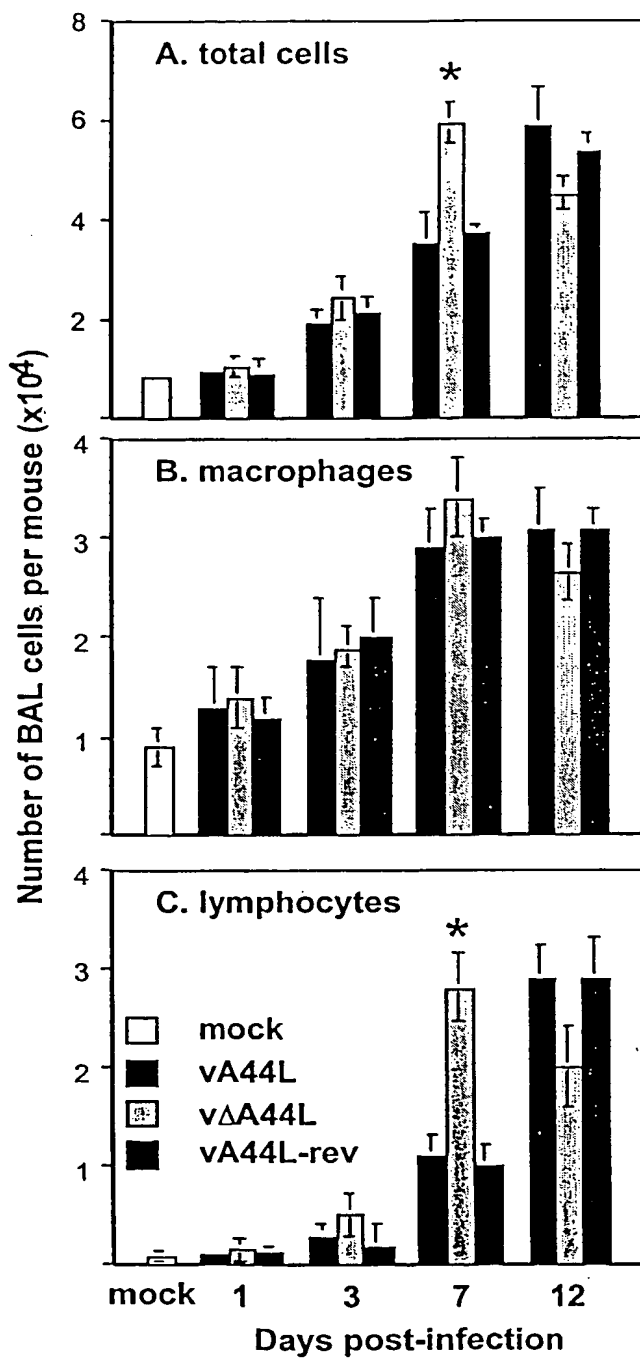 Number of BAL cells per mouse (x10⁴)
8
6
4
2
A. total cells
*
4
3
2
1
B. macrophages
4
3
2
1
C. lymphocytes
*
mock
vA44L
vΔA44L
vA44L-rev
mock 1 3 7 12
Days post-infection